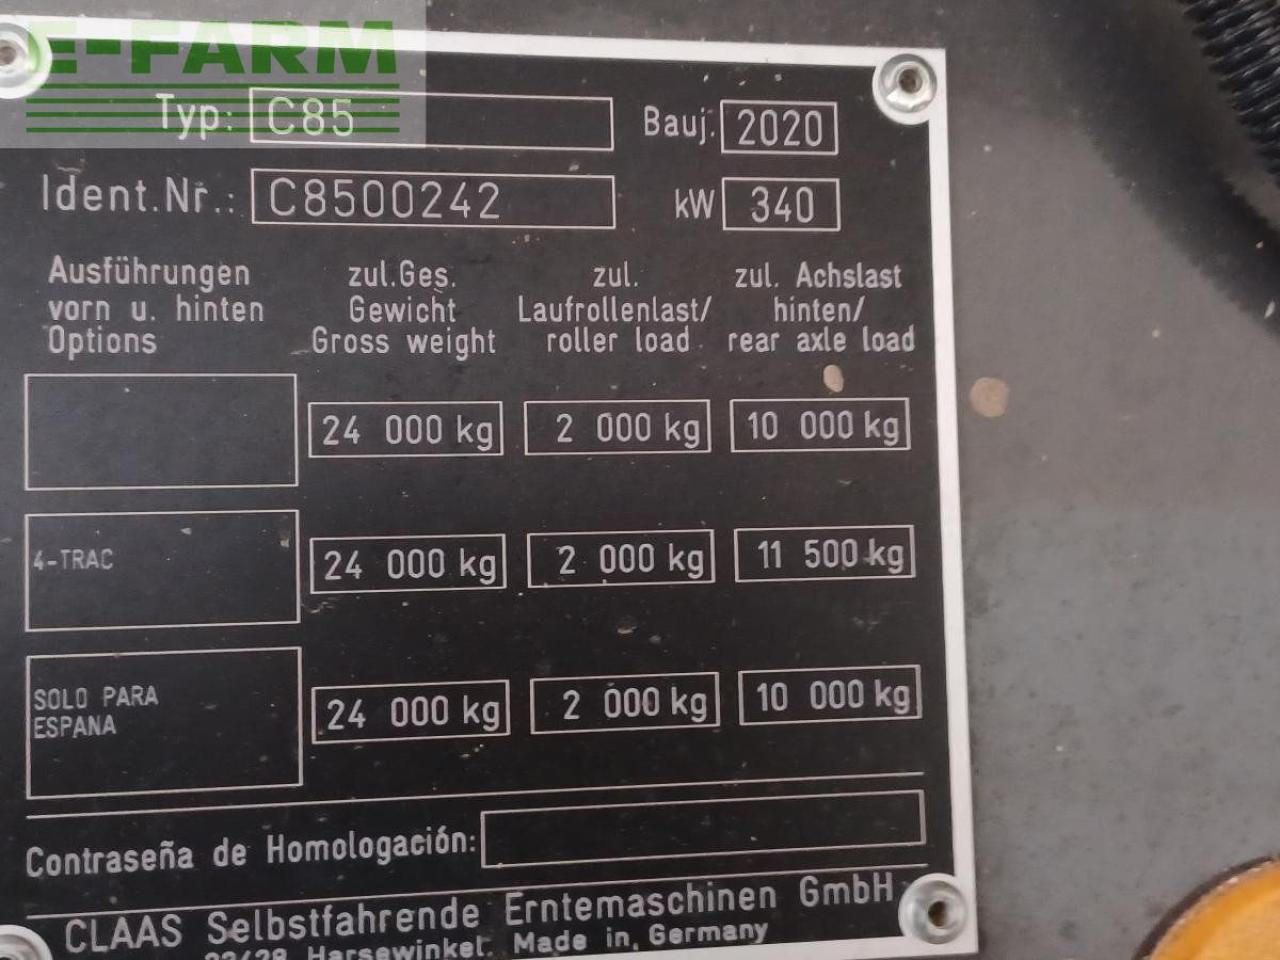 E-FARM
Typ: C85 Bauj. 2020
Ident.Nr.: C8500242 kW 340
Ausführungen zul.Ges. zul. zul. Achslast
vorn u. hinten Gewicht Laufrollenlast/ hinten/
Options Gross weight roller load rear axle load
24 000 kg 2 000 kg 10 000 kg
4-TRAC 24 000 kg 2 000 kg 11 500 kg
SOLO PARA
ESPANA 24 000 kg 2 000 kg 10 000 kg
Contraseña de Homologación:
CLAAS Selbstfahrende Erntemaschinen GmbH
33428 Harsewinkel. Made in Germany